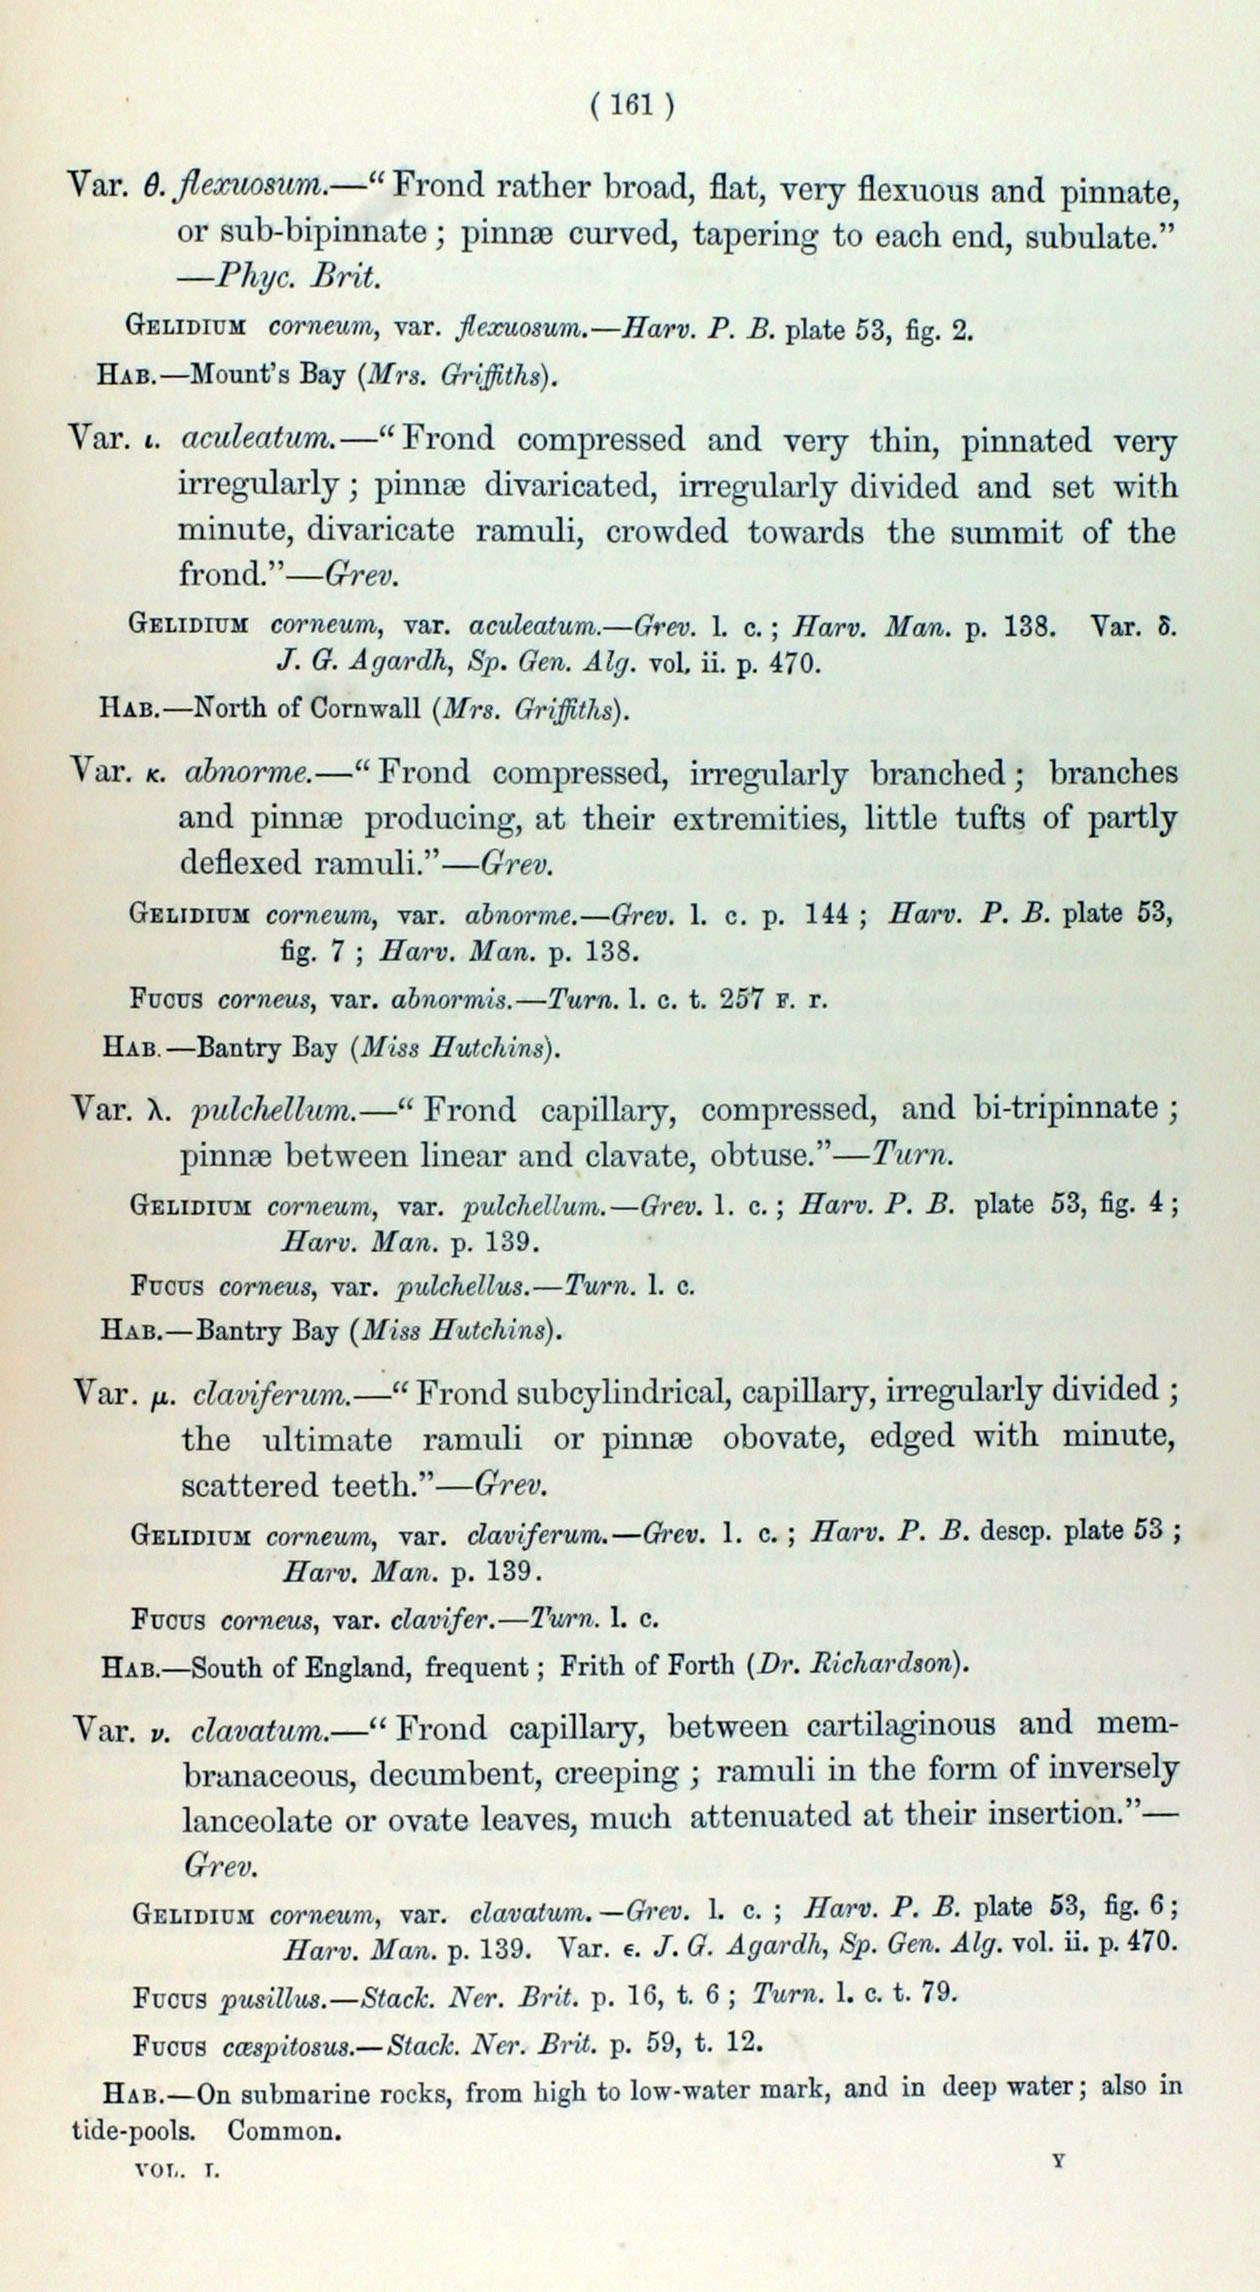 ( 161 )
Var. θ. flexuosum.—“Frond rather broad, flat, very flexuous and pinnate,
or sub-bipinnate ; pinnæ curved, tapering to each end, subulate.”
—Phyc. Brit.
GELIDIUM corneum, var. flexuosum.—Harv. P. B. plate 53, fig. 2.
HAB.—Mount's Bay (Mrs. Griffiths).
Var. ι. aculeatum.—“Frond compressed and very thin, pinnated very
irregularly ; pinnæ divaricated, irregularly divided and set with
minute, divaricate ramuli, crowded towards the summit of the
frond.”—Grev.
GELIDIUM corneum, var. aculeatum.—Grev. l. c. ; Harv. Man. p. 138. Var. δ.
J. G. Agardh, Sp. Gen. Alg. vol. ii. p. 470.
HAB.—North of Cornwall (Mrs. Griffiths).
Var. κ. abnorme.—“Frond compressed, irregularly branched ; branches
and pinnæ producing, at their extremities, little tufts of partly
deflexed ramuli.”—Grev.
GELIDIUM corneum, var. abnorme.—Grev. l. c. p. 144 ; Harv. P. B. plate 53,
fig. 7 ; Harv. Man. p. 138.
FUCUS corneus, var. abnormis.—Turn. l. c. t. 257 F. r.
HAB.—Bantry Bay (Miss Hutchins).
Var. λ. pulchellum.—“Frond capillary, compressed, and bi-tripinnate ;
pinnæ between linear and clavate, obtuse.”—Turn.
GELIDIUM corneum, var. pulchellum.—Grev. l. c. ; Harv. P. B. plate 53, fig. 4 ;
Harv. Man. p. 139.
FUCUS corneus, var. pulchellus.—Turn. l. c.
HAB.—Bantry Bay (Miss Hutchins).
Var. μ. claviferum.—“Frond subcylindrical, capillary, irregularly divided ;
the ultimate ramuli or pinnæ obovate, edged with minute,
scattered teeth.”—Grev.
GELIDIUM corneum, var. claviferum.—Grev. l. c. ; Harv. P. B. descp. plate 53 ;
Harv. Man. p. 139.
FUCUS corneus, var. clavifer.—Turn. l. c.
HAB.—South of England, frequent ; Frith of Forth (Dr. Richardson).
Var. ν. clavatum.—“Frond capillary, between cartilaginous and mem-
branaceous, decumbent, creeping ; ramuli in the form of inversely
lanceolate or ovate leaves, much attenuated at their insertion.”—
Grev.
GELIDIUM corneum, var. clavatum.—Grev. l. c. ; Harv. P. B. plate 53, fig. 6 ;
Harv. Man. p. 139. Var. ε. J. G. Agardh, Sp. Gen. Alg. vol. ii. p. 470.
FUCUS pusillus.—Stack. Ner. Brit. p. 16, t. 6 ; Turn. l. c. t. 79.
FUCUS cæspitosus.—Stack. Ner. Brit. p. 59, t. 12.
HAB.—On submarine rocks, from high to low-water mark, and in deep water ; also in
tide-pools. Common.
VOL. I.
Y